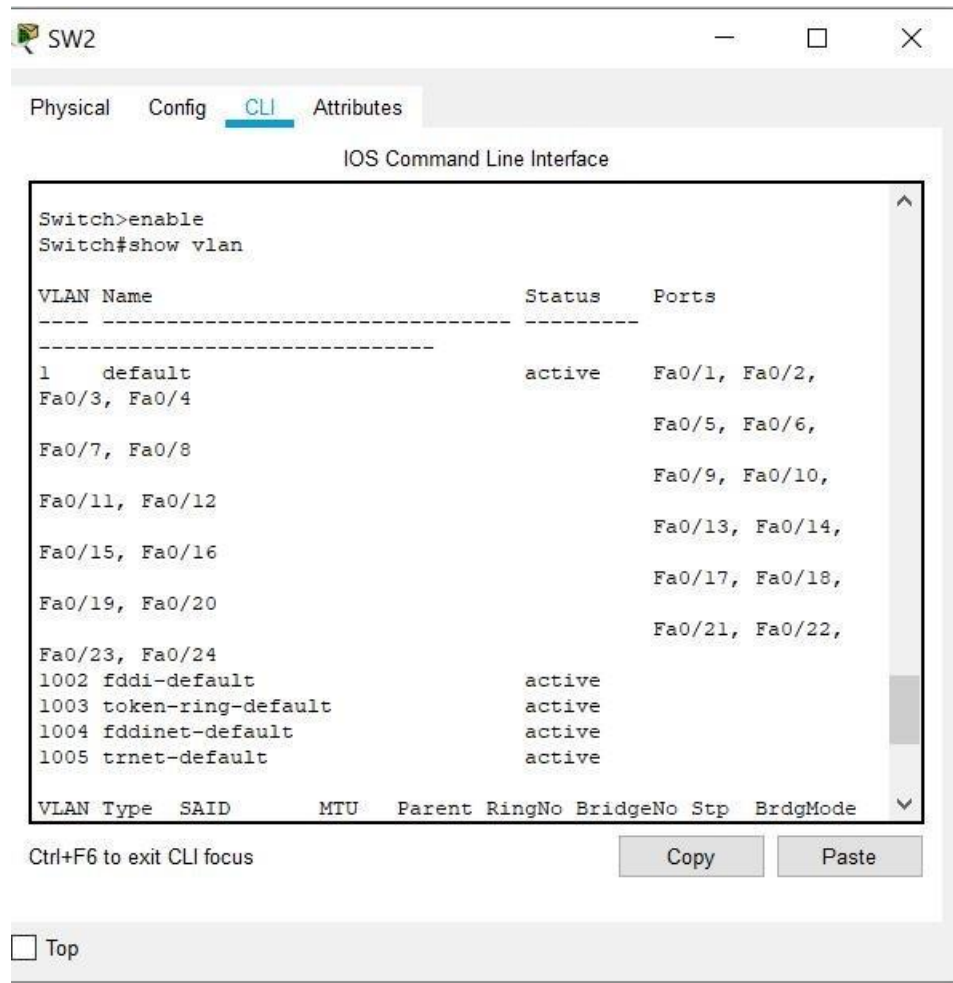 SW2
Physical Config CLI Attributes
IOS Command Line Interface
Switch>enable
Switch#show vlan
VLAN Name Status Ports
---- -------------------------------- ---------
-------------------------------
1 default active Fa0/1, Fa0/2,
Fa0/3, Fa0/4
Fa0/5, Fa0/6,
Fa0/7, Fa0/8
Fa0/9, Fa0/10,
Fa0/11, Fa0/12
Fa0/13, Fa0/14,
Fa0/15, Fa0/16
Fa0/17, Fa0/18,
Fa0/19, Fa0/20
Fa0/21, Fa0/22,
Fa0/23, Fa0/24
1002 fddi-default active
1003 token-ring-default active
1004 fddinet-default active
1005 trnet-default active
VLAN Type SAID MTU Parent RingNo BridgeNo Stp BrdgMode
Ctrl+F6 to exit CLI focus Copy Paste
Top